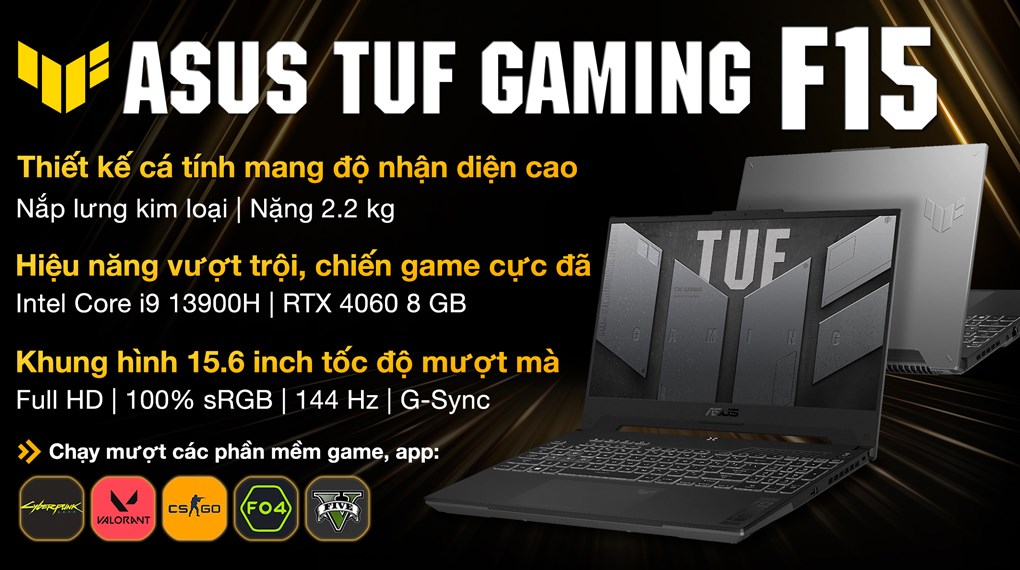 ASUS TUF GAMING F15
Thiết kế cá tính mang độ nhận diện cao
Nắp lưng kim loại | Nặng 2.2 kg
Hiệu năng vượt trội, chiến game cực đã
Intel Core i9 13900H | RTX 4060 8 GB
Khung hình 15.6 inch tốc độ mượt mà
Full HD | 100% sRGB | 144 Hz | G-Sync
Chạy mượt các phần mềm game, app:
Cyberpunk
VALORANT
CS GO
FO4
V
FIVE
TUF
GAMING
ASUS